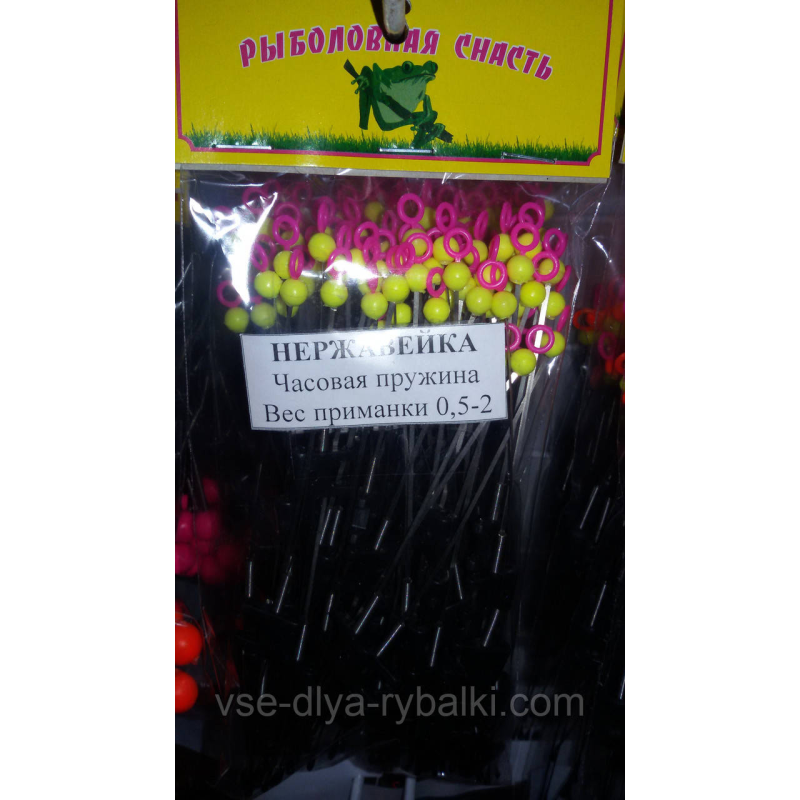 РЫБОЛОВНАЯ СНАСТЬ
НЕРЖАВЕЙКА
Часовая пружина
Вес приманки 0,5-2
vse-dlya-rybalki.com